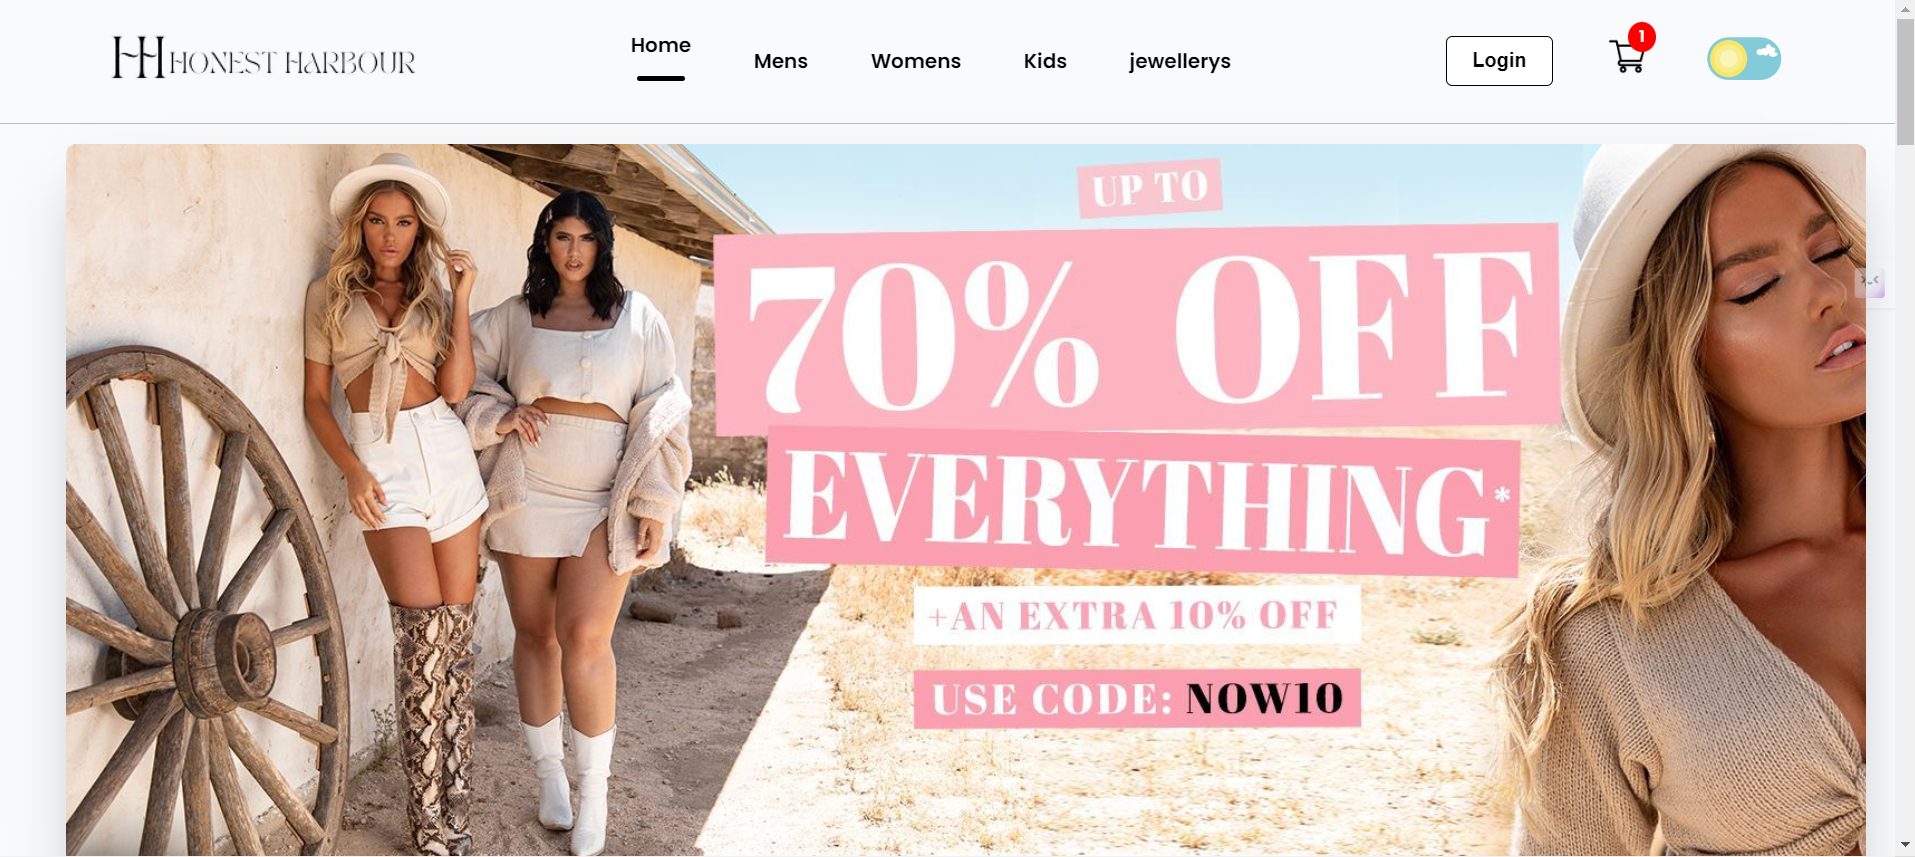 HH HONEST HARBOUR
Home
Mens
Womens
Kids
jewellerys
Login
1
UP TO
70% OFF
EVERYTHING*
+AN EXTRA 10% OFF
USE CODE: NOW10